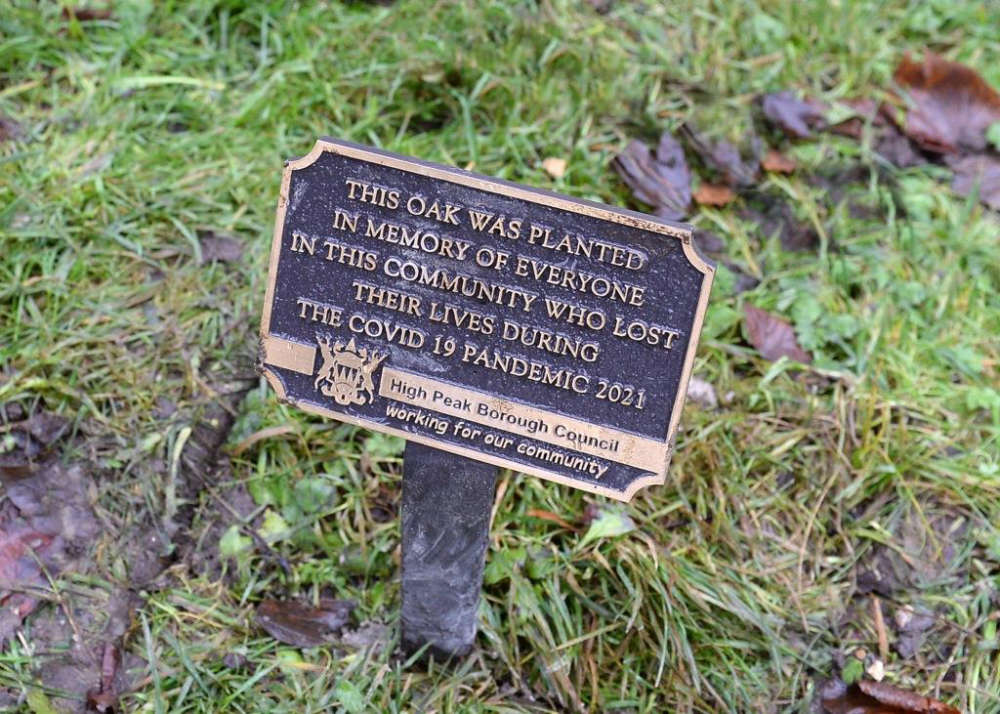 THIS OAK WAS PLANTED
IN MEMORY OF EVERYONE
IN THIS COMMUNITY WHO LOST
THEIR LIVES DURING
THE COVID 19 PANDEMIC 2021
High Peak Borough Council
working for our community